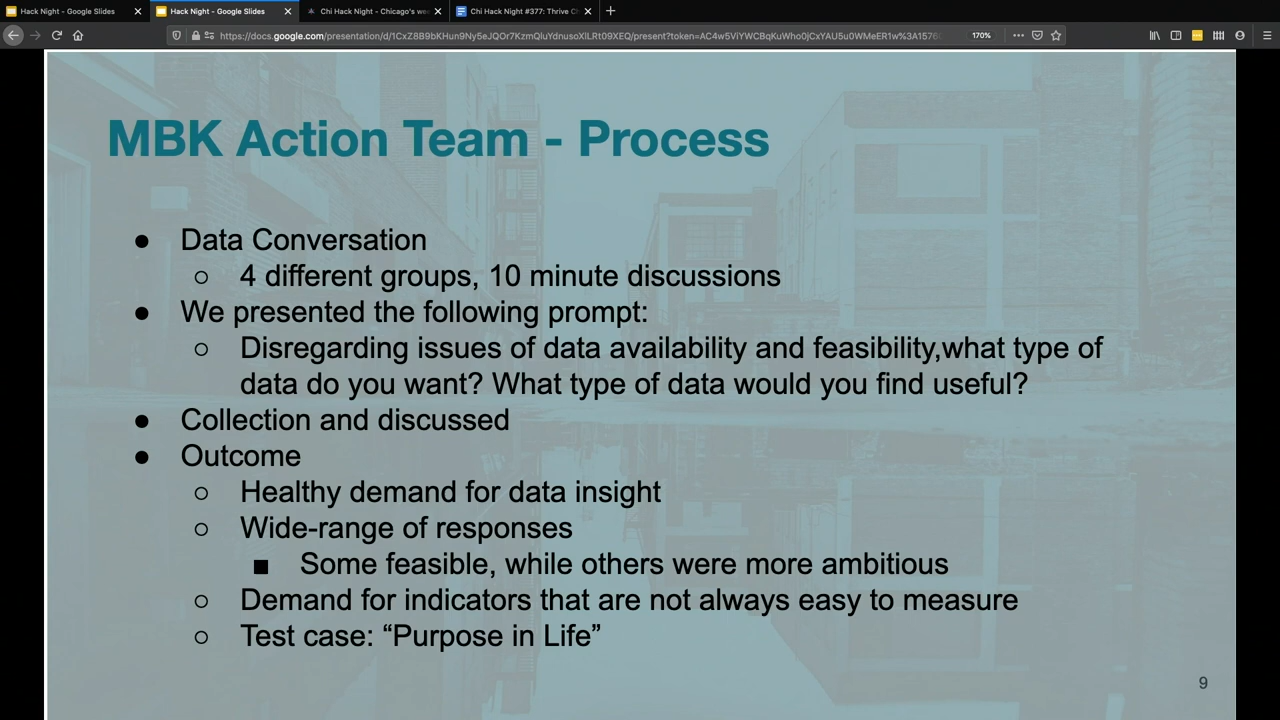 Hack Night - Google Slides
Hack Night - Google Slides
Chi Hack Night - Chicago's we
Chi Hack Night #377: Thrive C
170%
MBK Action Team - Process
● Data Conversation
○ 4 different groups, 10 minute discussions
● We presented the following prompt:
○ Disregarding issues of data availability and feasibility,what type of
data do you want? What type of data would you find useful?
● Collection and discussed
● Outcome
○ Healthy demand for data insight
○ Wide-range of responses
■ Some feasible, while others were more ambitious
○ Demand for indicators that are not always easy to measure
○ Test case: “Purpose in Life”
9